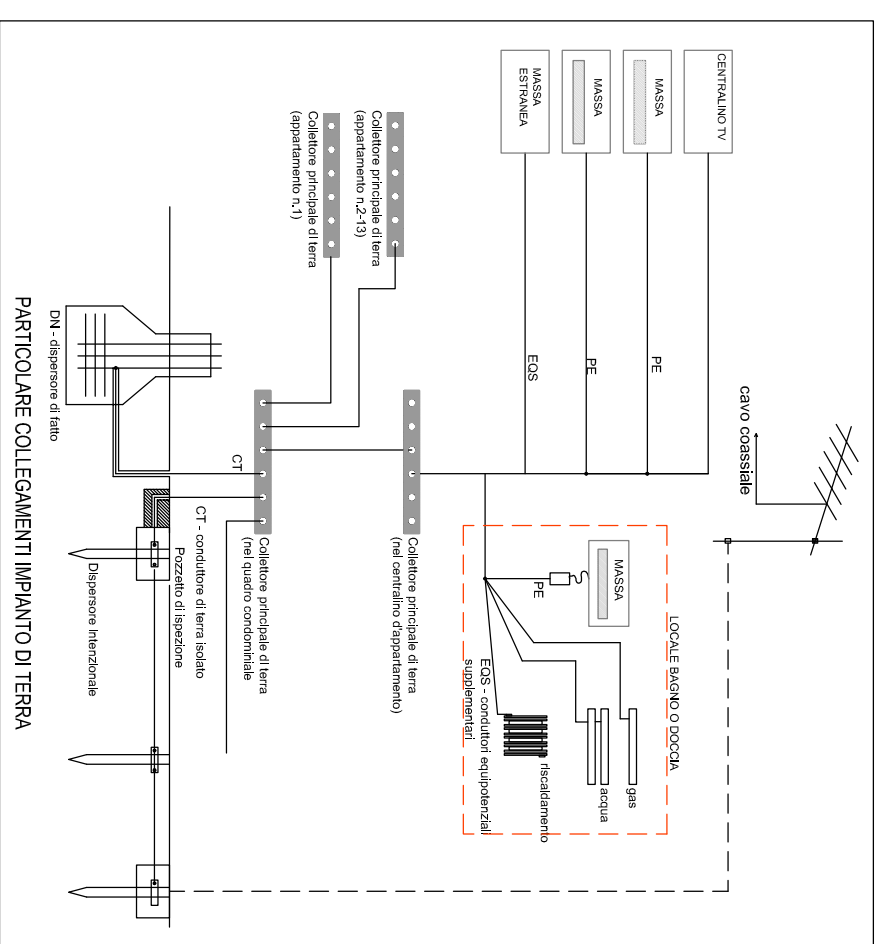 CENTRALINO TV
MASSA
MASSA
MASSA
ESTRANEA
PE
PE
EQS
cavo coassiale
LOCALE BAGNO O DOCCIA
MASSA
PE
gas
acqua
riscaldamento
EQS - conduttori equipotenziali
supplementari
Collettore principale di terra
(appartamento n.2-13)
Collettore principale di terra
(appartamento n.1)
Collettore principale di terra
(nel centralino d'appartamento)
Collettore principale di terra
(nel quadro condominiale
CT
CT - conduttore di terra isolato
Pozzetto di ispezione
DN - dispersore di fatto
Dispersore Intenzionale
PARTICOLARE COLLEGAMENTI IMPIANTO DI TERRA